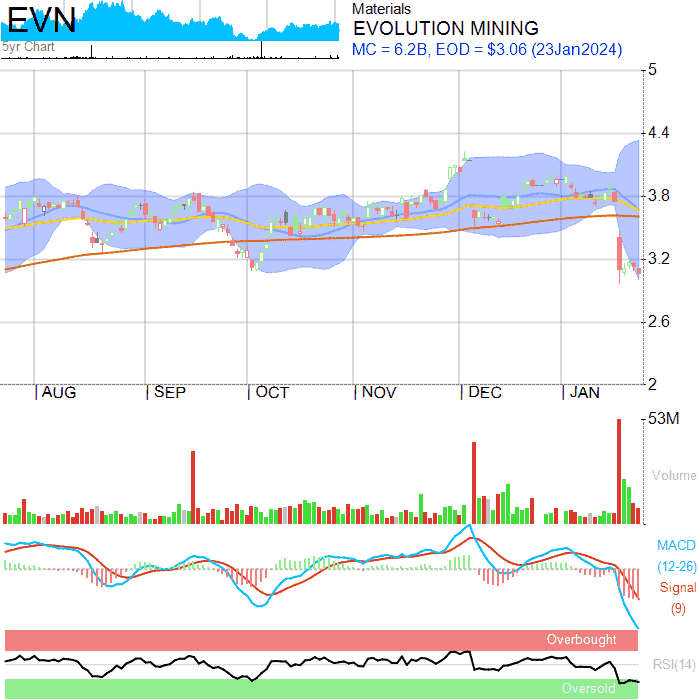 EVN
5yr Chart
Materials
EVOLUTION MINING
MC = 6.2B, EOD = $3.06 (23Jan2024)
5
4.4
3.8
3.2
2.6
2
AUG SEP OCT NOV DEC JAN
53M
Volume
MACD
(12-26)
Signal
(9)
Overbought
RSI(14)
Oversold